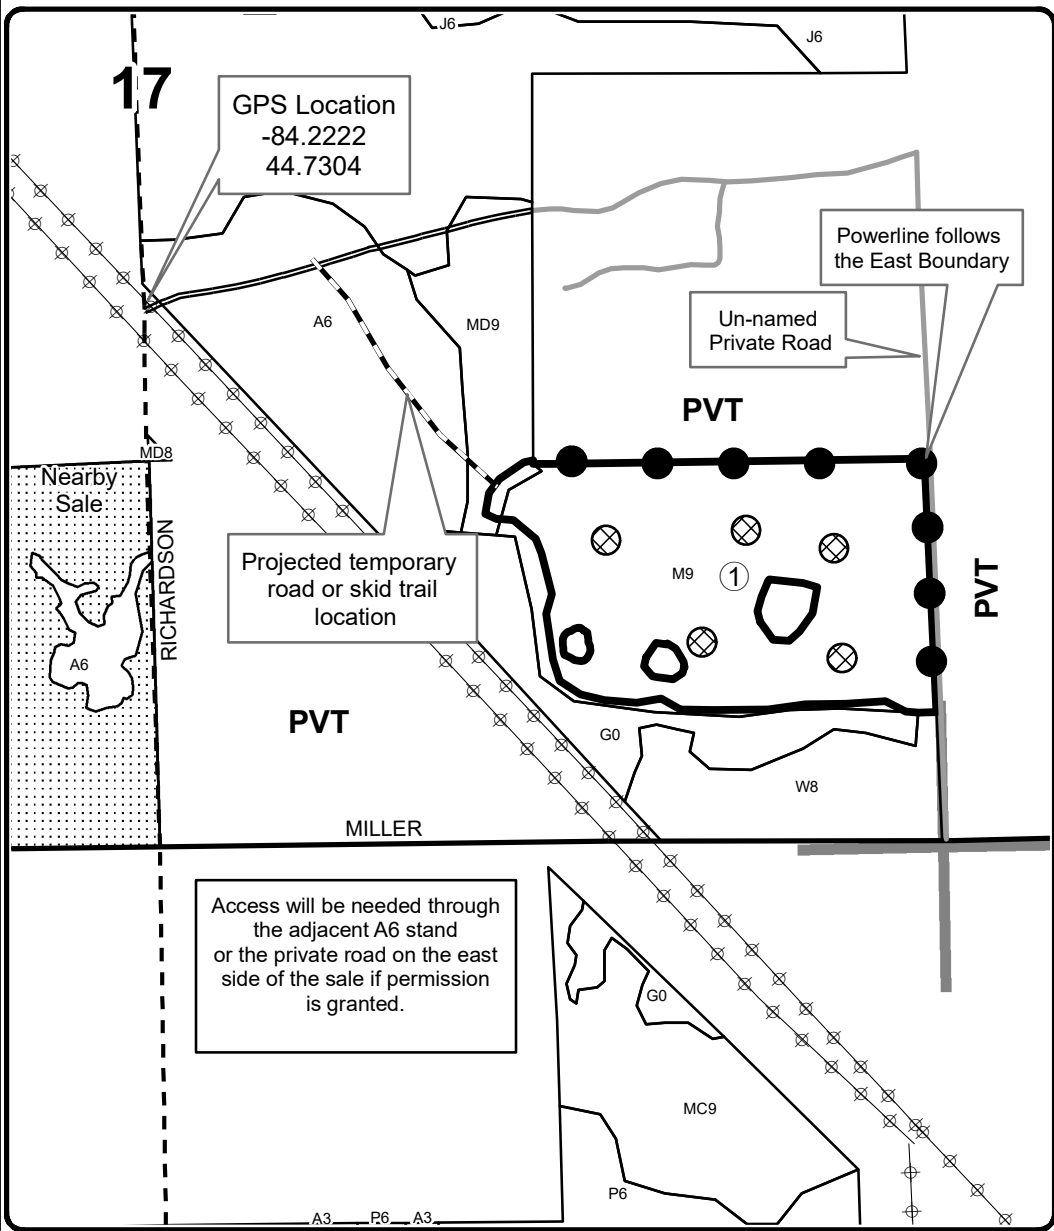 J6
J6
17
GPS Location
-84.2222
44.7304
Powerline follows
the East Boundary
A6
MD9
Un-named
Private Road
PVT
MD8
Nearby
Sale
RICHARDSON
Projected temporary
road or skid trail
location
M9
1
PVT
A6
PVT
G0
W8
MILLER
Access will be needed through
the adjacent A6 stand
or the private road on the east
side of the sale if permission
is granted.
G0
MC9
P6
A3
P6
A3